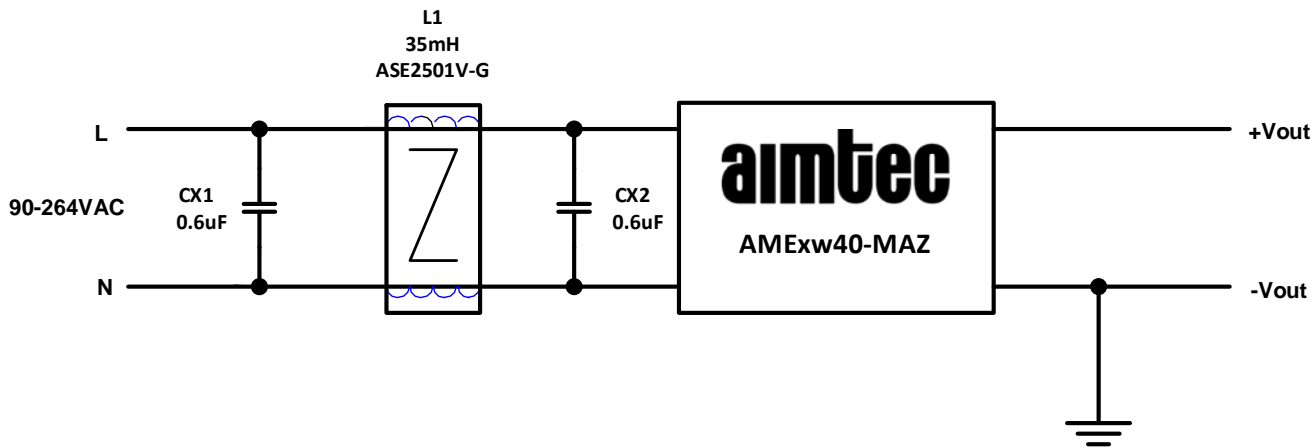 L1
35mH
ASE2501V-G
L
+Vout
aimtec
CX1
0.6uF
CX2
0.6uF
90-264VAC
AMExw40-MAZ
N
-Vout